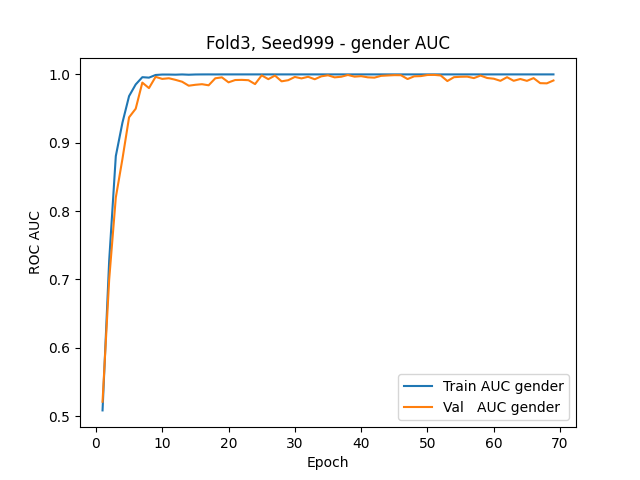 Fold3, Seed999 - gender AUC
ROC AUC
1.0
0.9
0.8
0.7
0.6
0.5
Train AUC gender
Val   AUC gender
0 10 20 30 40 50 60 70
Epoch